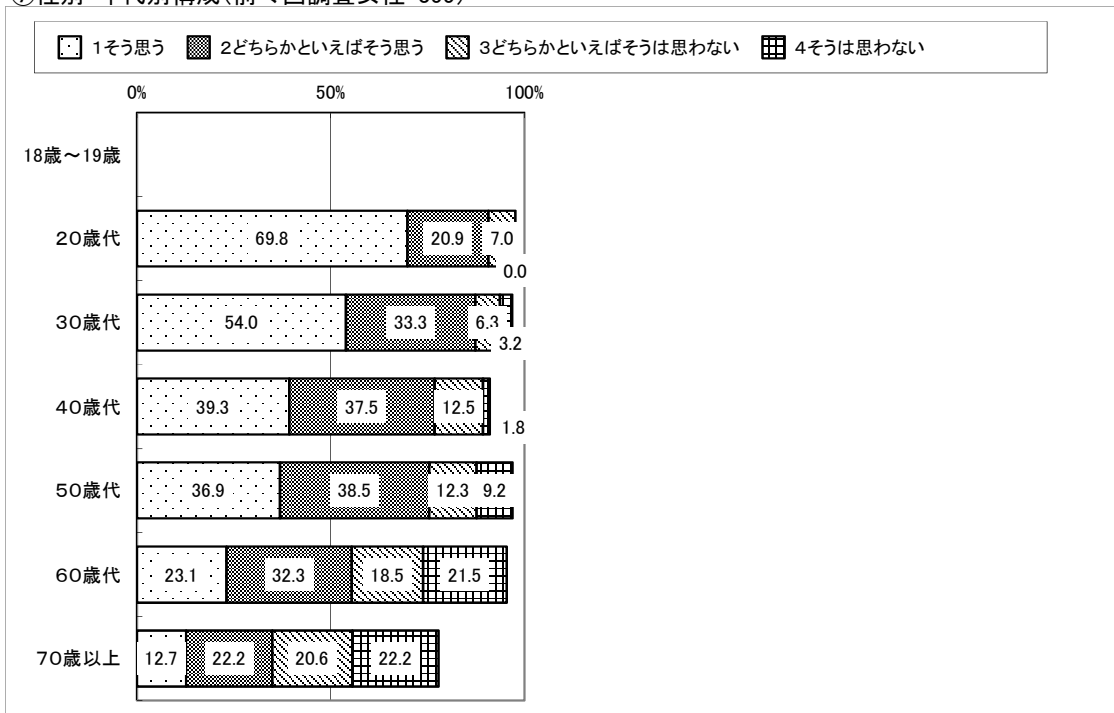 1そう思う 2どちらかといえばそう思う 3どちらかといえばそうは思わない 4そうは思わない
0% 50% 100%
18歳～19歳
20歳代 69.8 20.9 7.0 0.0
30歳代 54.0 33.3 6.3 3.2
40歳代 39.3 37.5 12.5 1.8
50歳代 36.9 38.5 12.3 9.2
60歳代 23.1 32.3 18.5 21.5
70歳以上 12.7 22.2 20.6 22.2